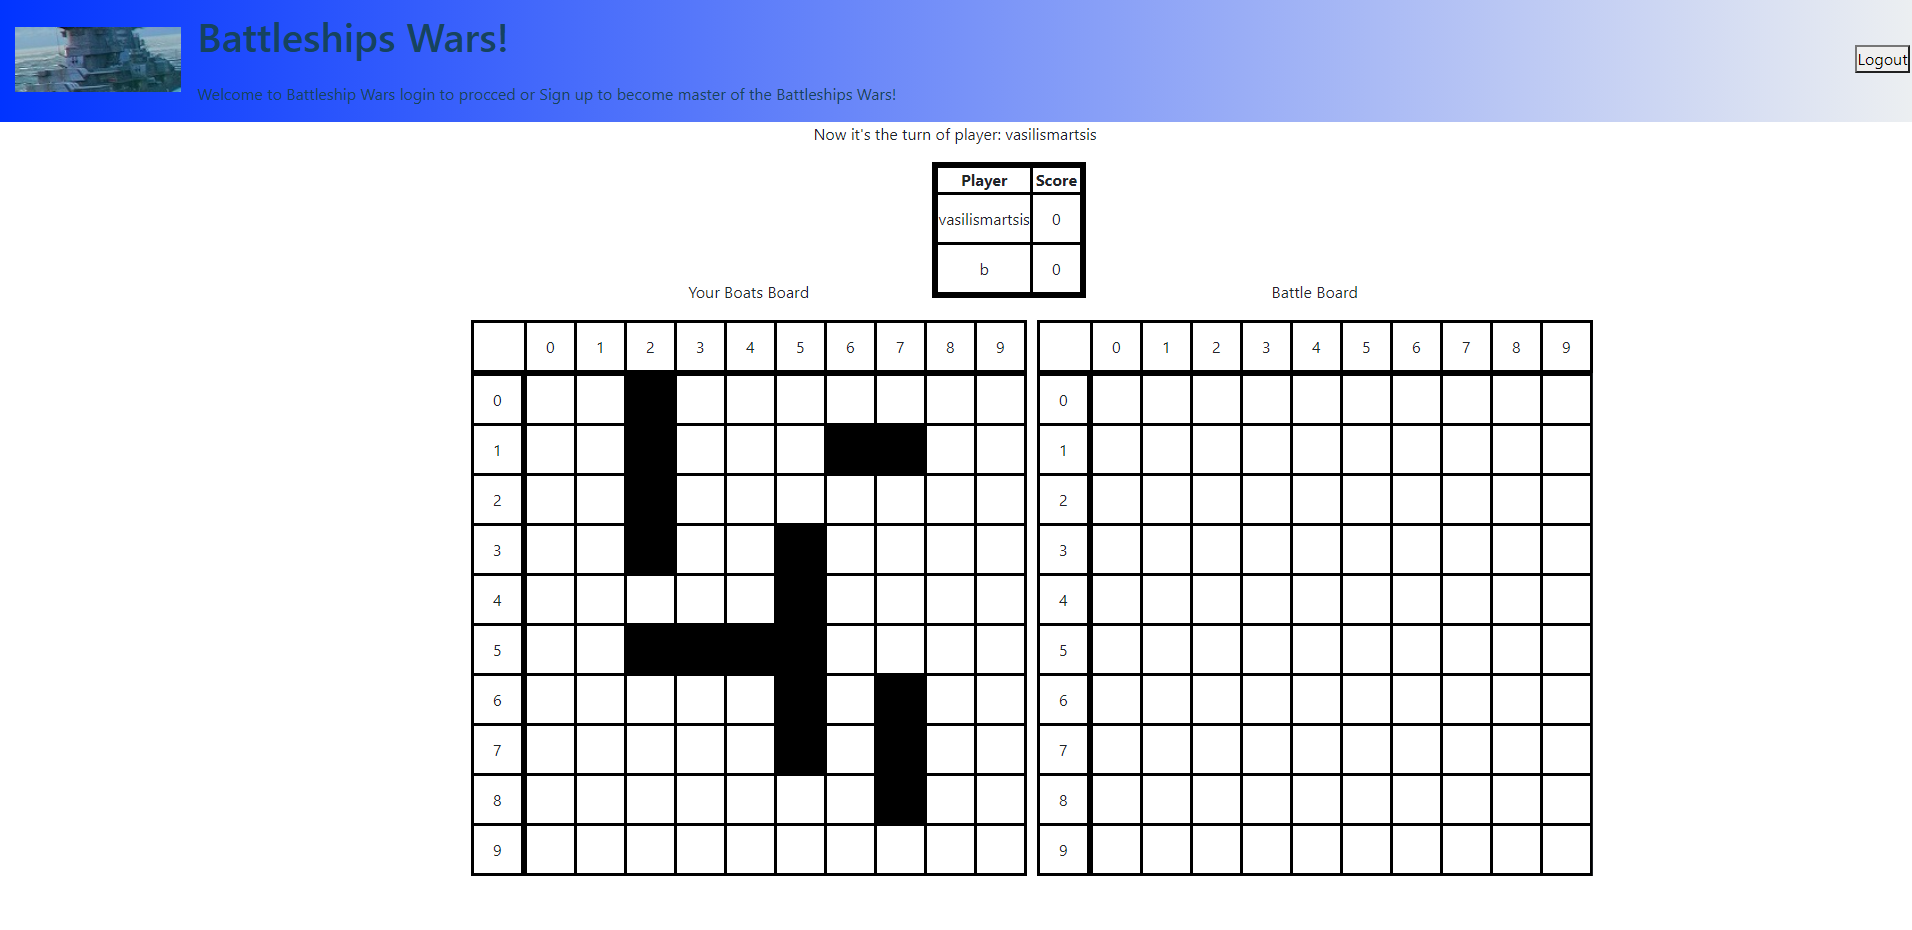 Battleships Wars!
Welcome to Battleship Wars login to procced or Sign up to become master of the Battleships Wars!
Logout
Now it's the turn of player: vasilismartsis
Player Score
vasilismartsis 0
b 0
Your Boats Board
0 1 2 3 4 5 6 7 8 9
0
1
2
3
4
5
6
7
8
9
Battle Board
0 1 2 3 4 5 6 7 8 9
0
1
2
3
4
5
6
7
8
9